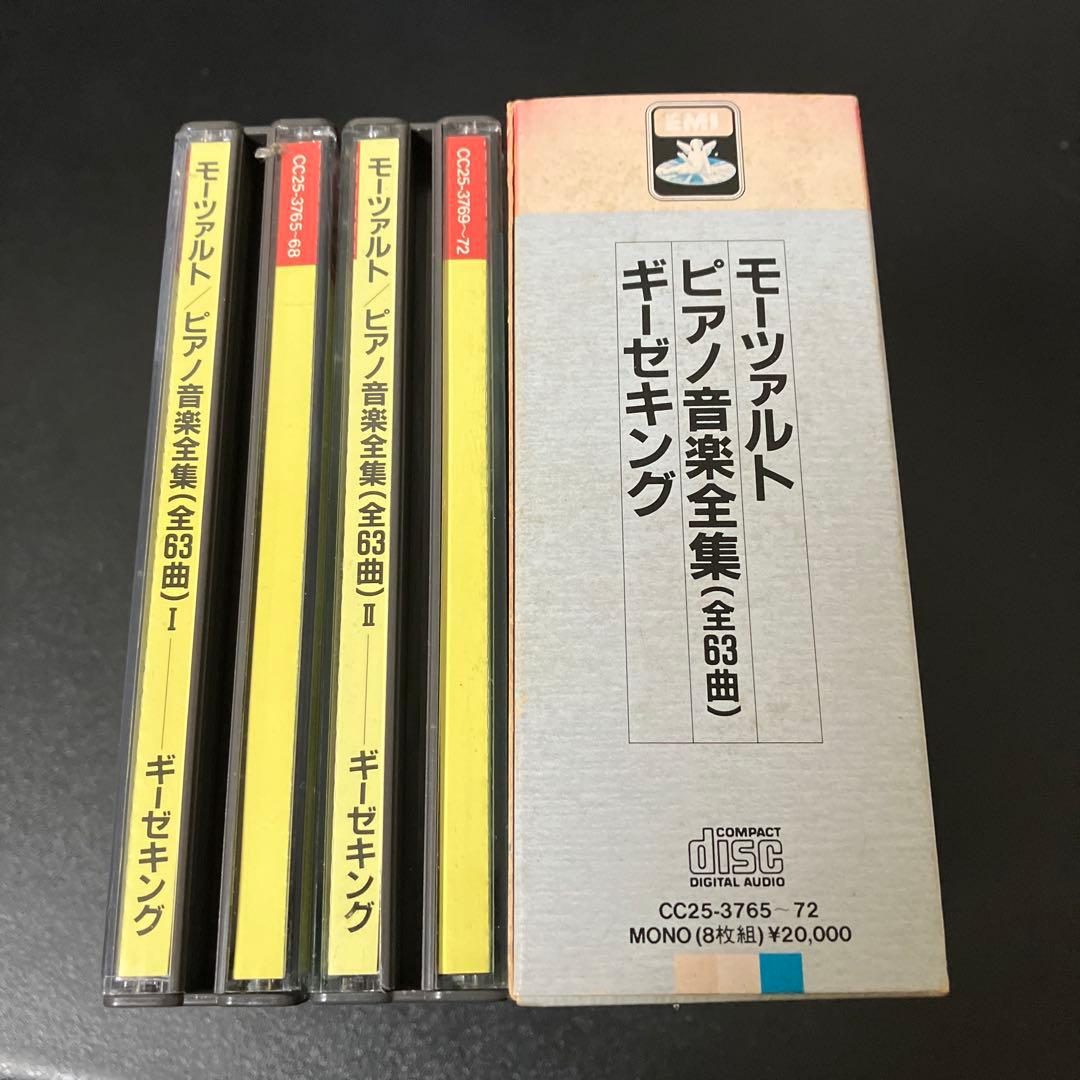 モーツァルト/ピアノ音楽全集(全63曲)I ギーゼキング
CC25-3765~68
モーツァルト/ピアノ音楽全集(全63曲)II ギーゼキング
CC25-3769~72
EMI
モーツァルト
ピアノ音楽全集(全63曲)
ギーゼキング
COMPACT
disc
DIGITAL AUDIO
CC25-3765~72
MONO(8枚組)¥20,000